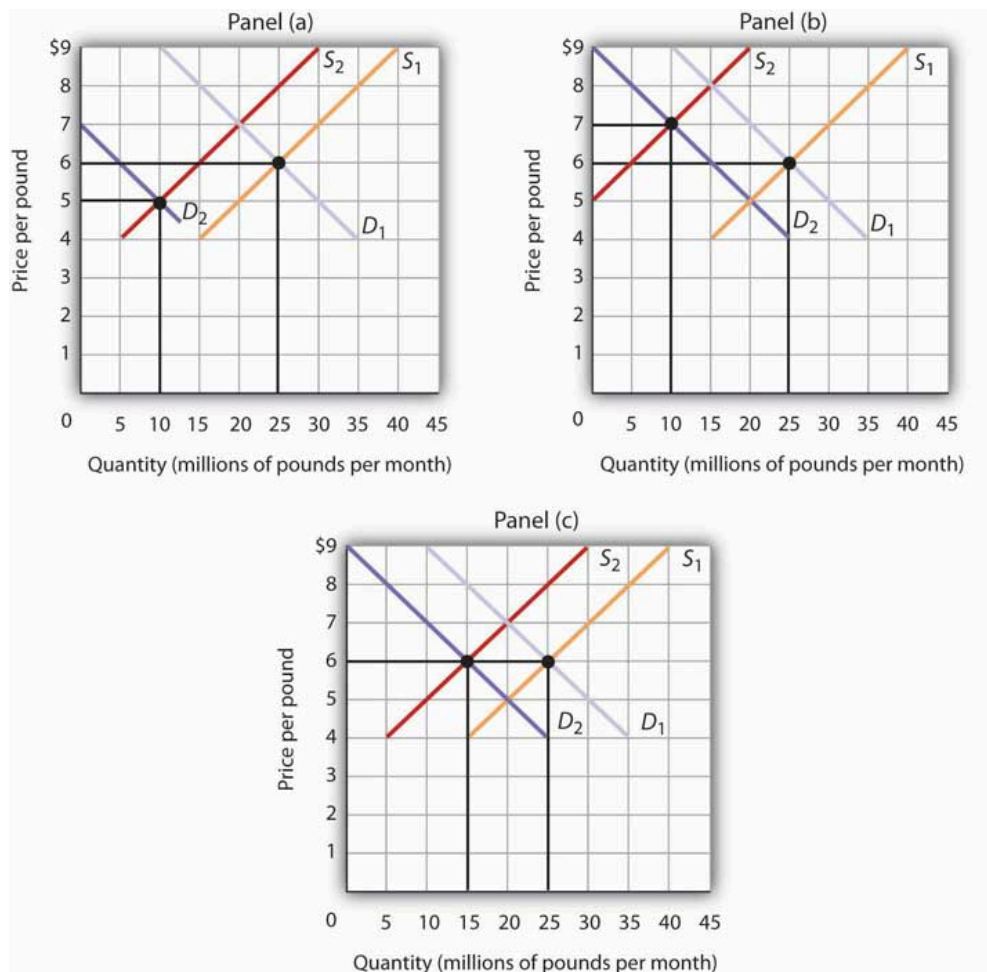 Panel (a)
$9
8
7
6
5
4
3
2
1
0
5 10 15 20 25 30 35 40 45
Price per pound
Quantity (millions of pounds per month)
S2
S1
D2
D1
Panel (b)
$9
8
7
6
5
4
3
2
1
0
5 10 15 20 25 30 35 40 45
Price per pound
Quantity (millions of pounds per month)
S2
S1
D2
D1
Panel (c)
$9
8
7
6
5
4
3
2
1
0
5 10 15 20 25 30 35 40 45
Price per pound
Quantity (millions of pounds per month)
S2
S1
D2
D1